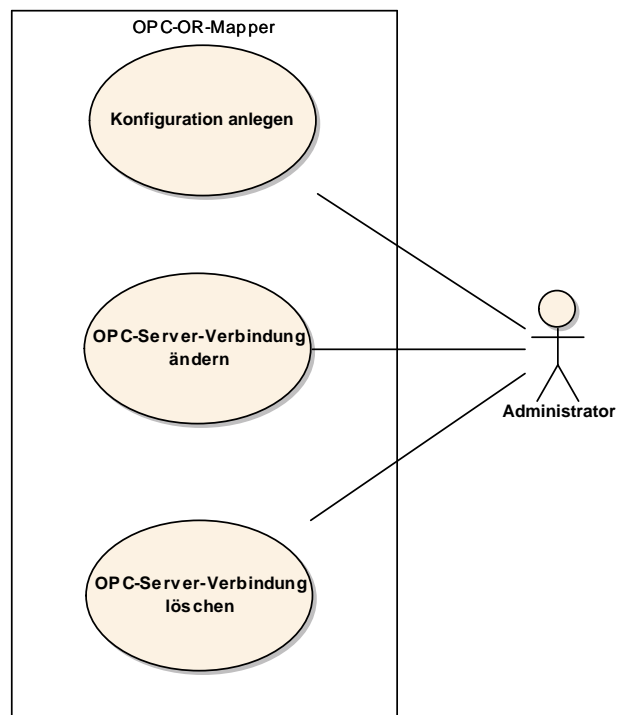 OPC-OR-Mapper
Konfiguration anlegen
OPC-Server-Verbindung
ändern
Administrator
OPC-Server-Verbindung
löschen